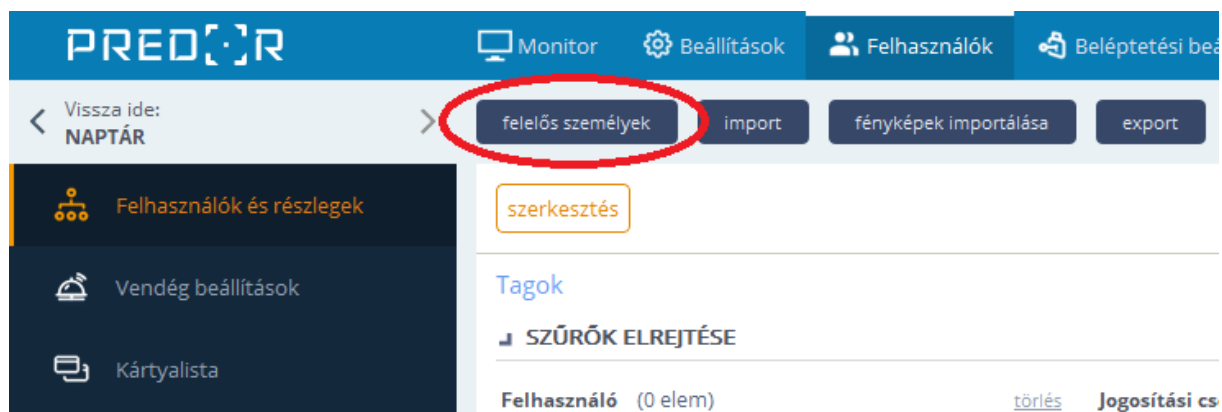 PRED[·]R
Monitor Beállítások Felhasználók Beléptetési beá
Vissza ide:
NAPTÁR
felelős személyek import fényképek importálása export
Felhasználók és részlegek
szerkesztés
Vendég beállítások
Tagok
SZŰRŐK ELREJTÉSE
Kártyalista
Felhasználó (0 elem) törlés Jogosítási cs